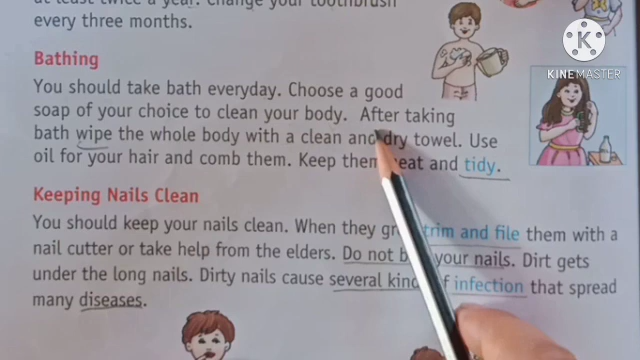 at least twice a year. Change your toothbrush
every three months.
Bathing
You should take bath everyday. Choose a good
soap of your choice to clean your body. After taking
bath wipe the whole body with a clean and dry towel. Use
oil for your hair and comb them. Keep them neat and tidy.
Keeping Nails Clean
You should keep your nails clean. When they trim and file them with a
nail cutter or take help from the elders. Do not your nails. Dirt gets
under the long nails. Dirty nails cause several kinds of infection that spread
many diseases.
KINEMASTER